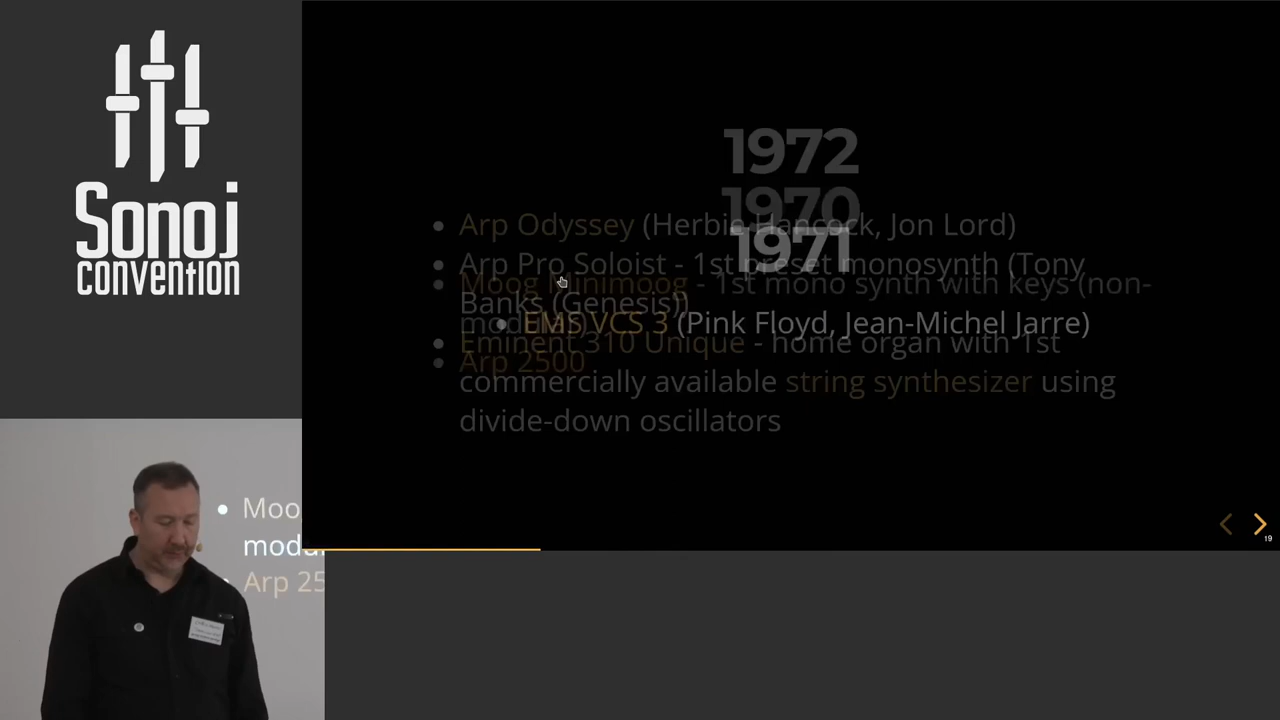 Sonoj
convention
1972
1970
1971
• Arp Odyssey (Herbie Hancock, Jon Lord)
• Arp Pro Soloist - 1st preset monosynth (Tony
Banks (Genesis))
• Moog Minimoog - 1st mono synth with keys (non-
modular)
• EMS VCS 3 (Pink Floyd, Jean-Michel Jarre)
• Eminent 310 Unique - home organ with 1st
commercially available string synthesizer using
divide-down oscillators
• Arp 2500
19
• Moo
modu
Arp 25